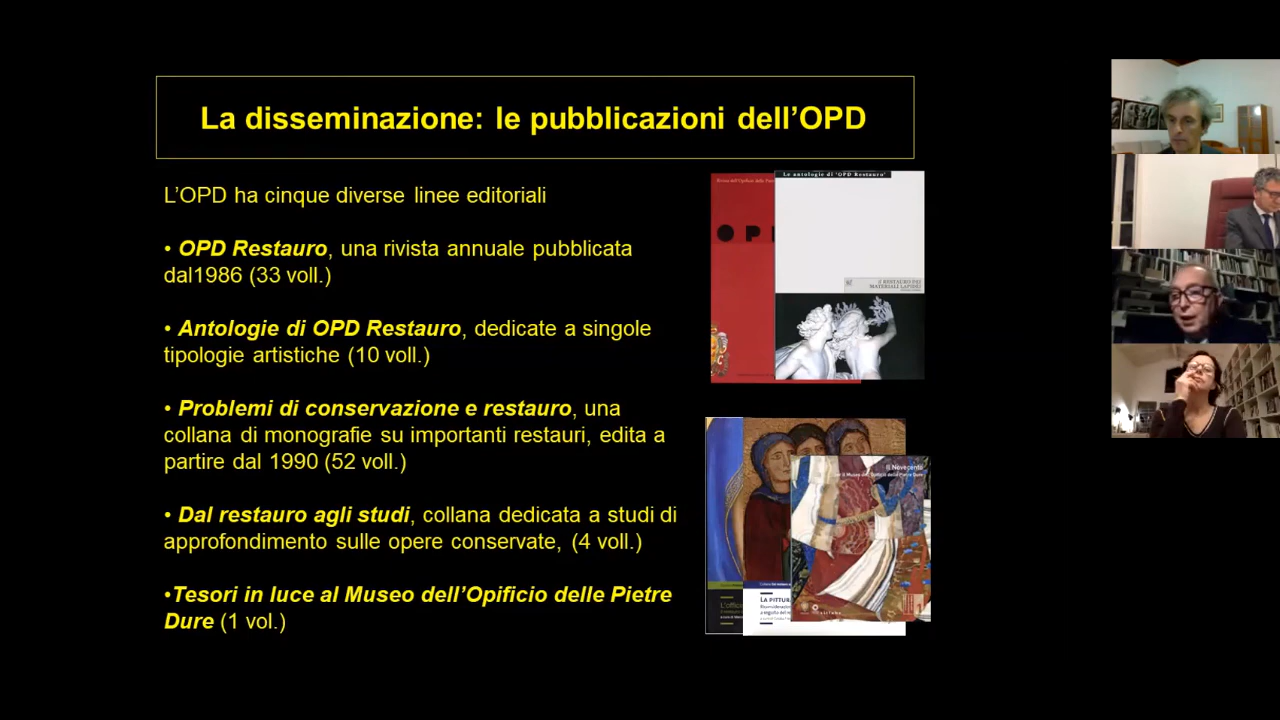 La disseminazione: le pubblicazioni dell’OPD
L’OPD ha cinque diverse linee editoriali
• OPD Restauro, una rivista annuale pubblicata
dal1986 (33 voll.)
• Antologie di OPD Restauro, dedicate a singole
tipologie artistiche (10 voll.)
• Problemi di conservazione e restauro, una
collana di monografie su importanti restauri, edita a
partire dal 1990 (52 voll.)
• Dal restauro agli studi, collana dedicata a studi di
approfondimento sulle opere conservate, (4 voll.)
•Tesori in luce al Museo dell’Opificio delle Pietre
Dure (1 vol.)
Le antologie di 'OPD Restauro'
IL RESTAURO DEI
MATERIALI LAPIDEI
Il Novecento
LA PITTUR